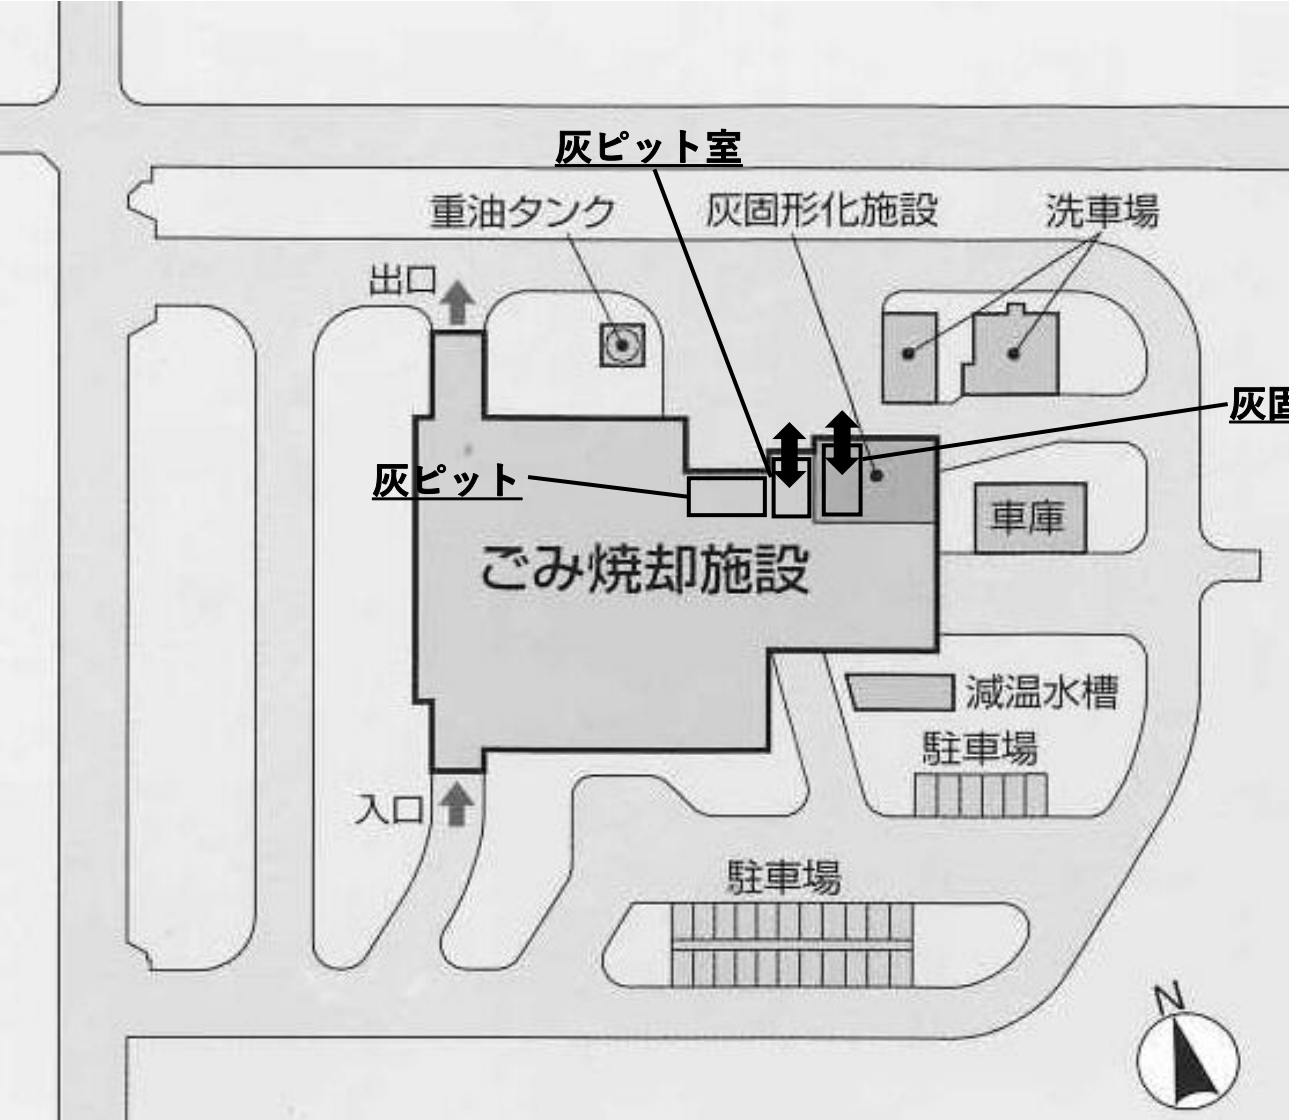 灰ピット室
重油タンク
灰固形化施設
洗車場
出口
灰固
灰ピット
車庫
ごみ焼却施設
減温水槽
駐車場
入口
駐車場
N